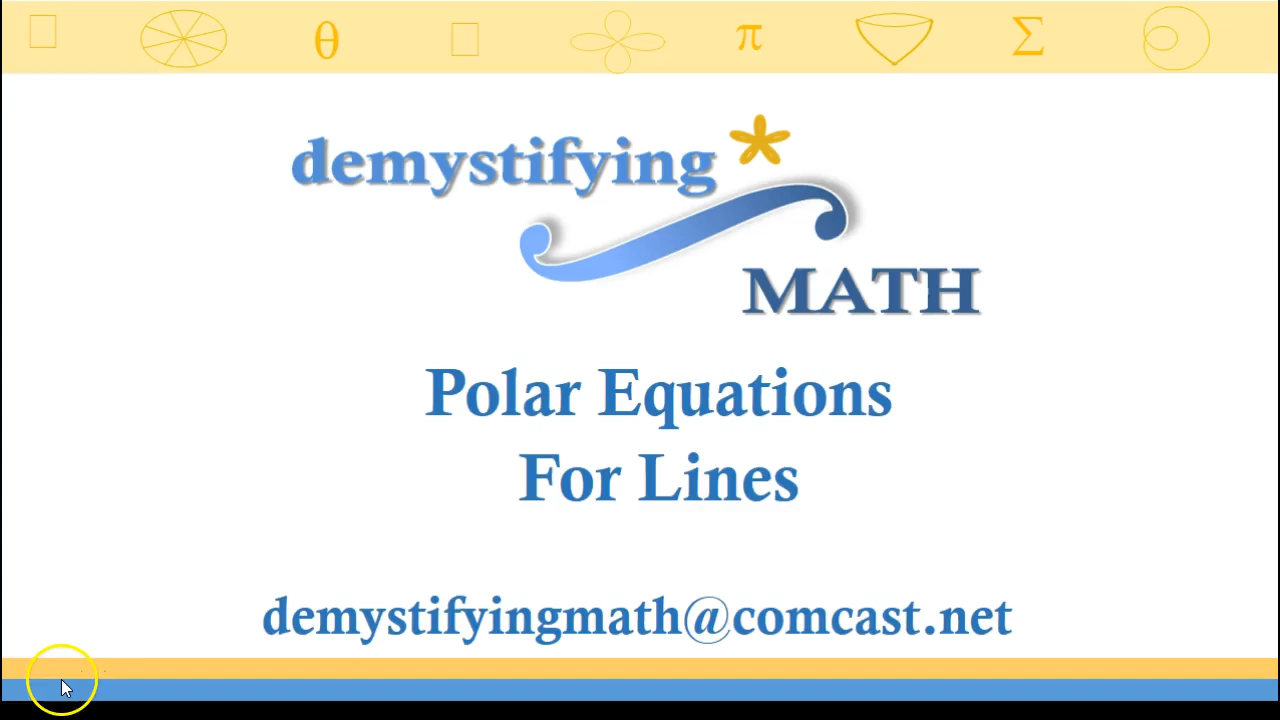 θ π Σ
demystifying
MATH
Polar Equations
For Lines
demystifyingmath@comcast.net